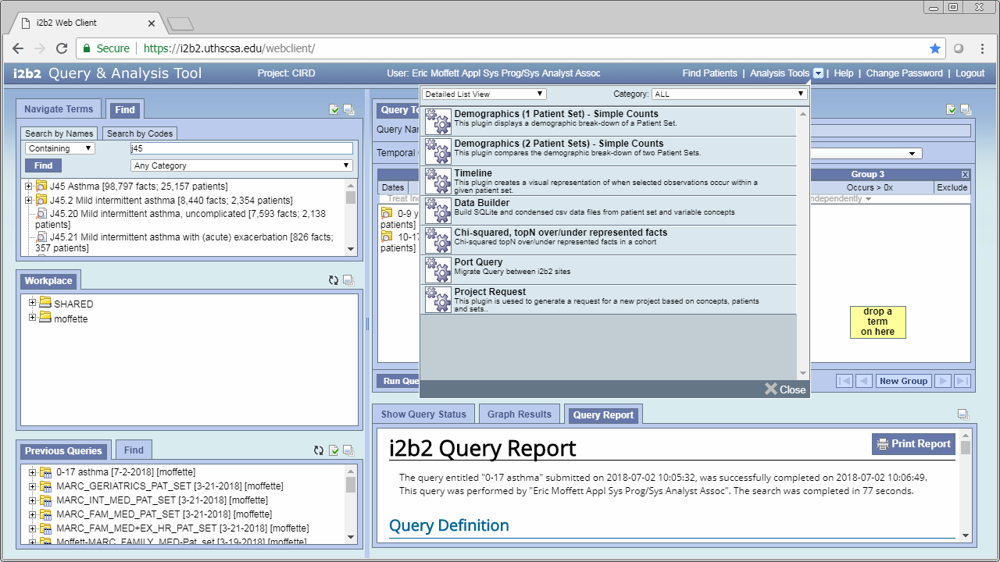 i2b2 Web Client
Secure
https://i2b2.uthscsa.edu/webclient/
i2b2 Query & Analysis Tool
Project: CIRD
User: Eric Moffett Appl Sys Prog/Sys Analyst Assoc
Find Patients | Analysis Tools | Help | Change Password | Logout
Navigate Terms
Find
Search by Names
Search by Codes
Containing
j45
Find
Any Category
J45 Asthma [98,797 facts; 25,157 patients]
J45.2 Mild intermittent asthma [8,440 facts; 2,354 patients]
J45.20 Mild intermittent asthma, uncomplicated [7,593 facts; 2,138
patients]
J45.21 Mild intermittent asthma with (acute) exacerbation [826 facts;
357 patients]
Workplace
SHARED
moffette
Previous Queries
Find
0-17 asthma [7-2-2018] [moffette]
MARC_GERIATRICS_PAT_SET [3-21-2018] [moffette]
MARC_INT_MED_PAT_SET [3-21-2018] [moffette]
MARC_FAM_MED_PAT_SET [3-21-2018] [moffette]
MARC_FAM_MED+EX_HR_PAT_SET [3-21-2018] [moffette]
Moffett-MARC_FAMILY_MED-Pat_set [3-19-2018] [moffette]
Query To
Query Na
Temporal
Dates
Treat In
0-9 y
patients]
10-17
patients]
Run Que
Detailed List View
Category:
ALL
Demographics (1 Patient Set) - Simple Counts
This plugin displays a demographic break-down of a Patient Set.
Demographics (2 Patient Sets) - Simple Counts
This plugin compares the demographic break-down of two Patient Sets.
Timeline
This plugin creates a visual representation of when selected observations occur within a
given patient set.
Data Builder
Build SQLite and condensed csv data files from patient set and variable concepts
Chi-squared, topN over/under represented facts
Chi-squared topN over/under represented facts in a cohort
Port Query
Migrate Query between i2b2 sites
Project Request
This plugin is uesed to generate a request for a new project based on concepts, patients
and sets..
Close
Group 3
Occurs > 0x
Exclude
ndependently
drop a
term
on here
New Group
Show Query Status
Graph Results
Query Report
i2b2 Query Report
Print Report
The query entitled "0-17 asthma" submitted on 2018-07-02 10:05:32, was successfully completed on 2018-07-02 10:06:49.
This query was performed by "Eric Moffett Appl Sys Prog/Sys Analyst Assoc". The search was completed in 77 seconds.
Query Definition